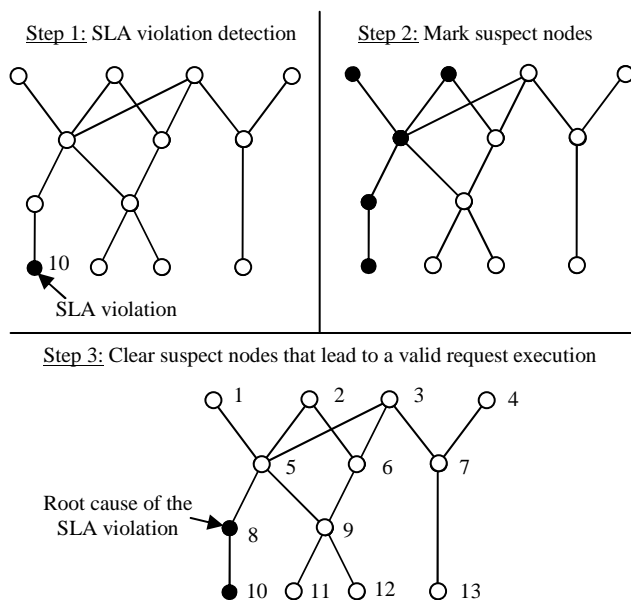 Step 1: SLA violation detection
Step 2: Mark suspect nodes
10
SLA violation
Step 3: Clear suspect nodes that lead to a valid request execution
1
2
3
4
5
6
7
Root cause of the
SLA violation
8
9
10
11
12
13